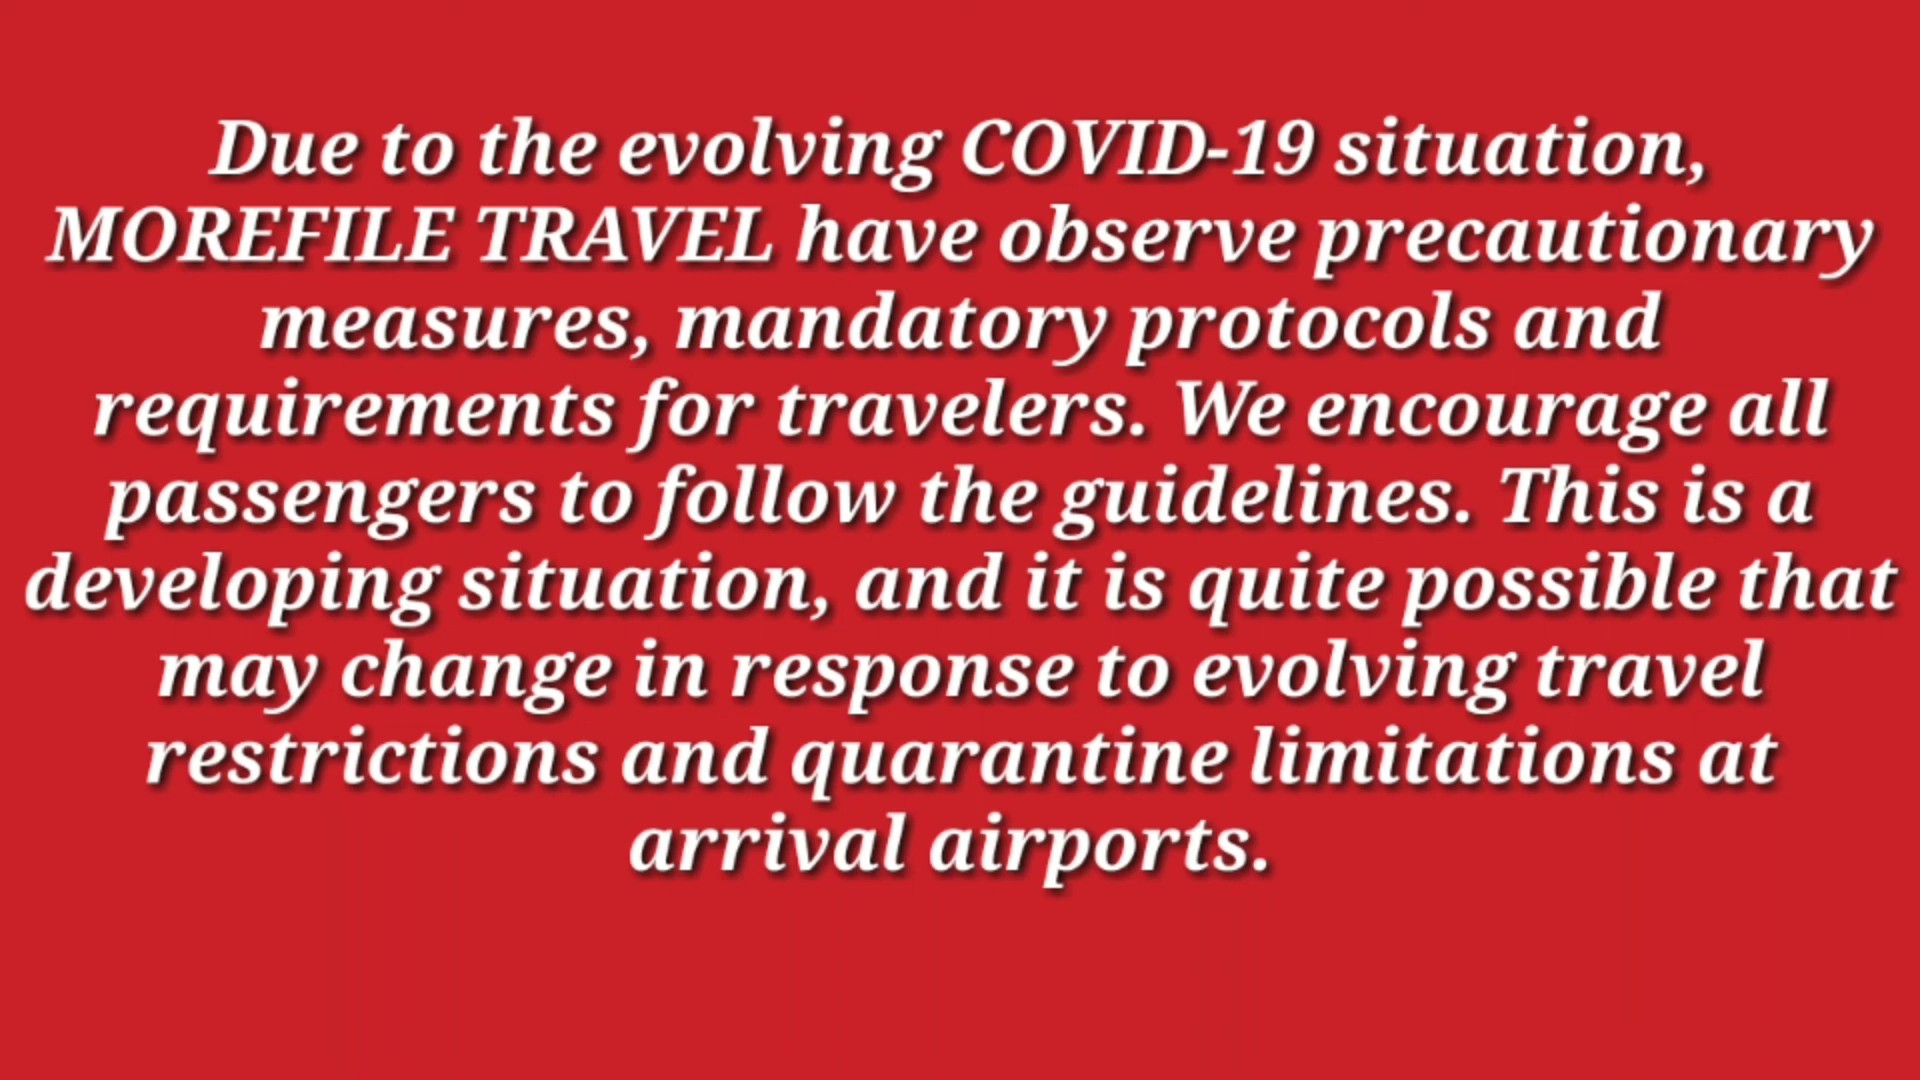 Due to the evolving COVID-19 situation,
MOREFILE TRAVEL have observe precautionary
measures, mandatory protocols and
requirements for travelers. We encourage all
passengers to follow the guidelines. This is a
developing situation, and it is quite possible that
may change in response to evolving travel
restrictions and quarantine limitations at
arrival airports.